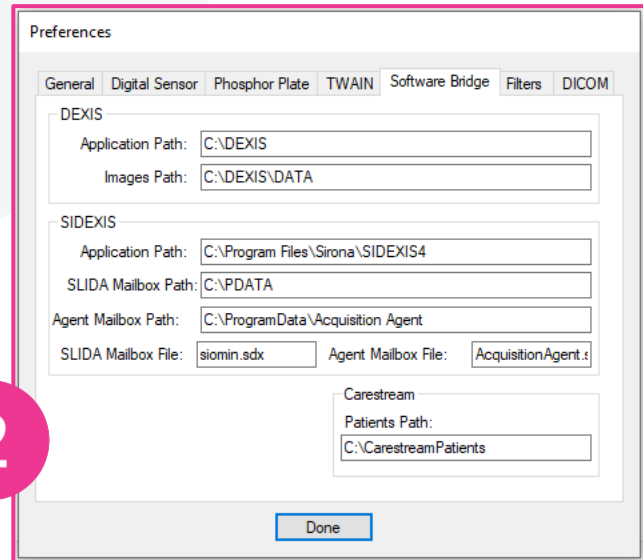 Preferences
General Digital Sensor Phosphor Plate TWAIN Software Bridge Filters DICOM
DEXIS
Application Path: C:\DEXIS
Images Path: C:\DEXIS\DATA
SIDEXIS
Application Path: C:\Program Files\Sirona\SIDEXIS4
SLIDA Mailbox Path: C:\PDATA
Agent Mailbox Path: C:\ProgramData\Acquisition Agent
SLIDA Mailbox File: siomin.sdx Agent Mailbox File: AcquisitionAgent.s
Carestream
Patients Path:
C:\CarestreamPatients
2
Done